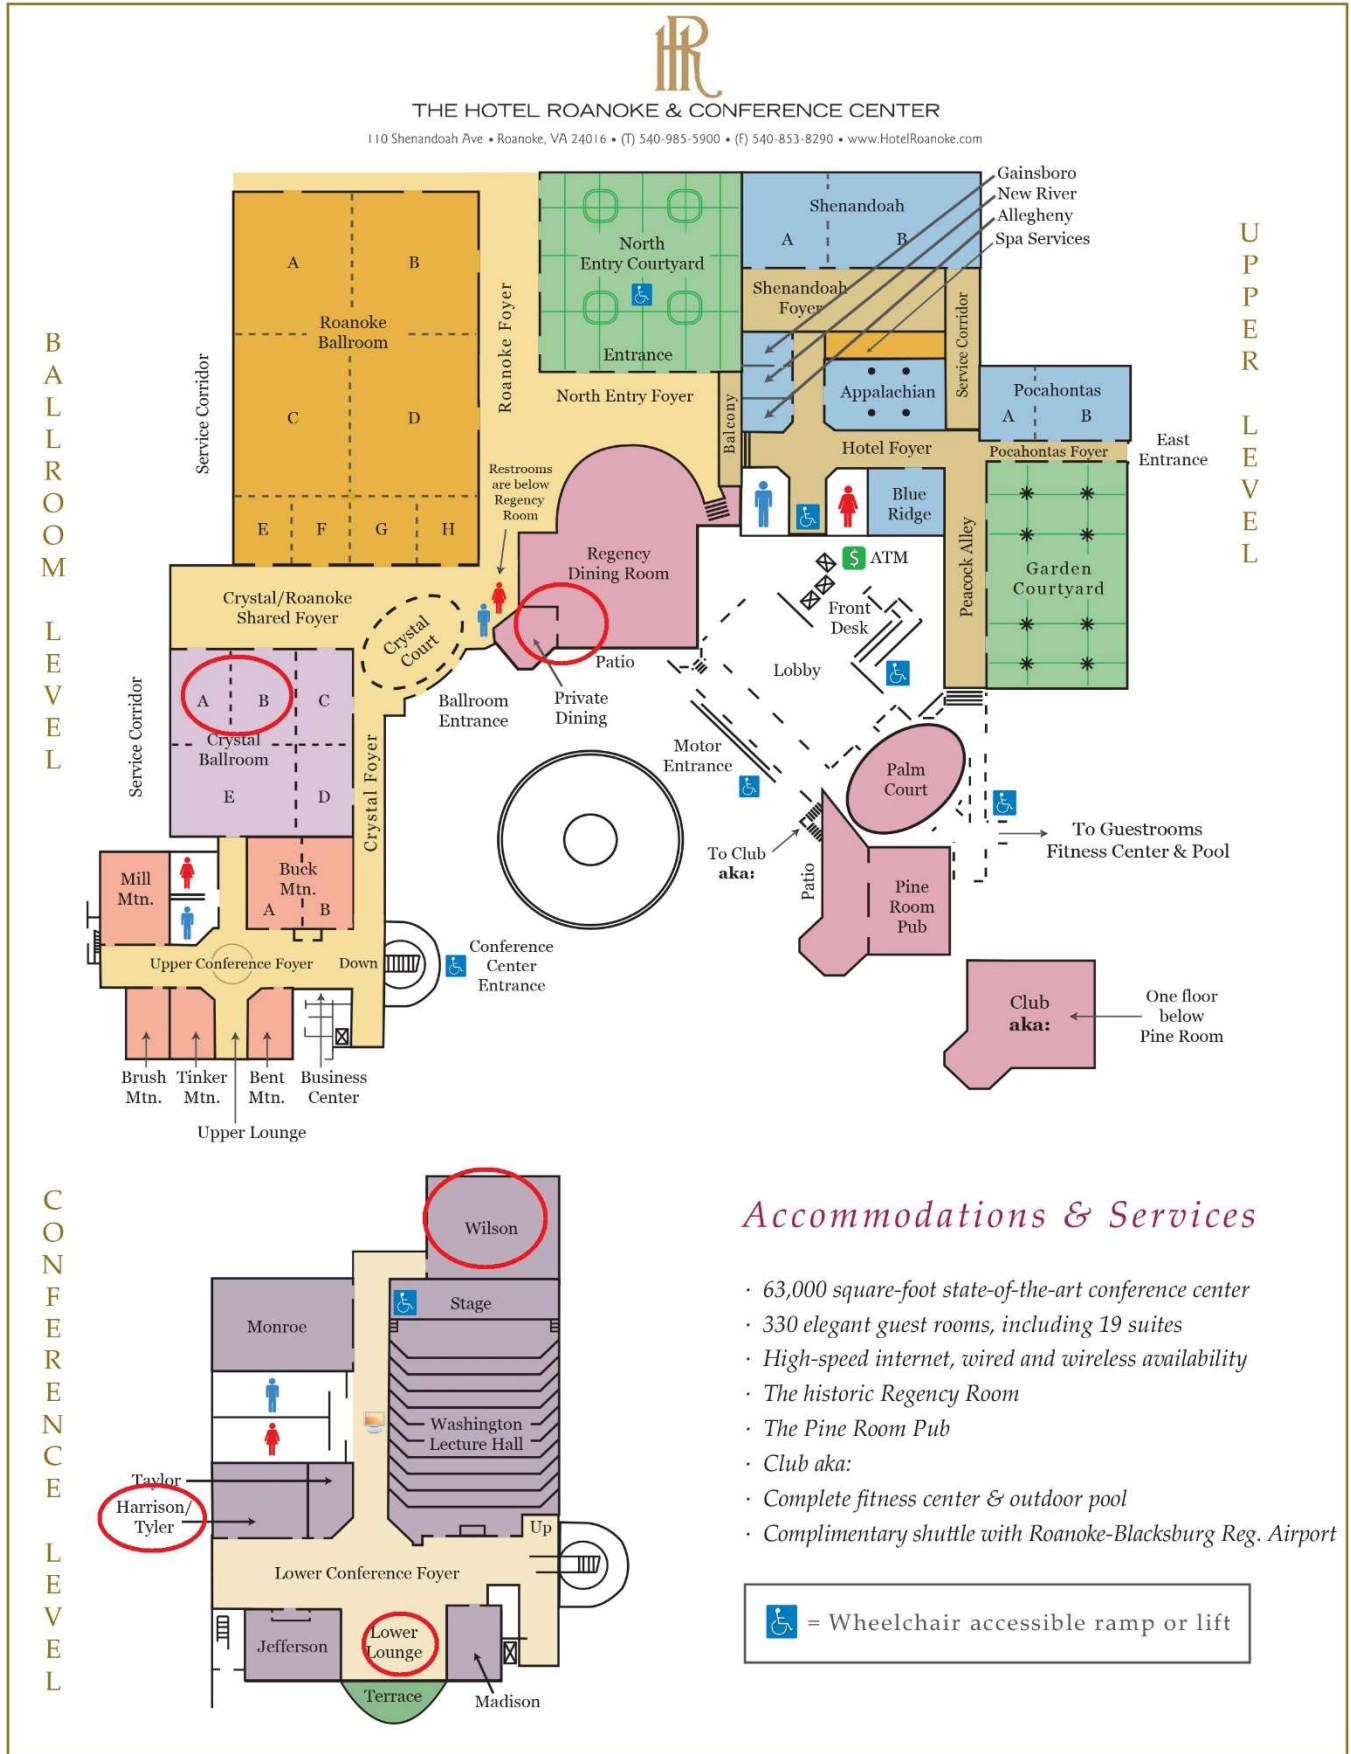 HR
THE HOTEL ROANOKE & CONFERENCE CENTER
110 Shenandoah Ave • Roanoke, VA 24016 • (T) 540-985-5900 • (F) 540-853-8290 • www.HotelRoanoke.com
BALLROOM LEVEL
UPPER LEVEL
Gainsboro
New River
Allegheny
Spa Services
Shenandoah
A
B
Shenandoah
Foyer
Service Corridor
North
Entry Courtyard
Entrance
North Entry Foyer
Roanoke Foyer
A
B
Roanoke
Ballroom
C
D
E
F
G
H
Service Corridor
Balcony
Appalachian
Pocahontas
A
B
Hotel Foyer
Pocahontas Foyer
East
Entrance
Blue
Ridge
Peacock Alley
Garden
Courtyard
Restrooms
are below
Regency
Room
Regency
Dining Room
$ ATM
Front
Desk
Lobby
Crystal/Roanoke
Shared Foyer
Crystal
Court
Patio
Private
Dining
Ballroom
Entrance
Motor
Entrance
A
B
C
Crystal
Ballroom
E
D
Service Corridor
Crystal Foyer
Palm
Court
To Guestrooms
Fitness Center & Pool
To Club
aka:
Patio
Pine
Room
Pub
Mill
Mtn.
Buck
Mtn.
A
B
Upper Conference Foyer
Down
Conference
Center
Entrance
Club
aka:
One floor
below
Pine Room
Brush
Mtn.
Tinker
Mtn.
Bent
Mtn.
Business
Center
Upper Lounge
CONFERENCE LEVEL
Wilson
Stage
Monroe
Washington
Lecture Hall
Taylor
Harrison/
Tyler
Up
Lower Conference Foyer
Jefferson
Lower
Lounge
Terrace
Madison
Accommodations & Services
· 63,000 square-foot state-of-the-art conference center
· 330 elegant guest rooms, including 19 suites
· High-speed internet, wired and wireless availability
· The historic Regency Room
· The Pine Room Pub
· Club aka:
· Complete fitness center & outdoor pool
· Complimentary shuttle with Roanoke-Blacksburg Reg. Airport
= Wheelchair accessible ramp or lift